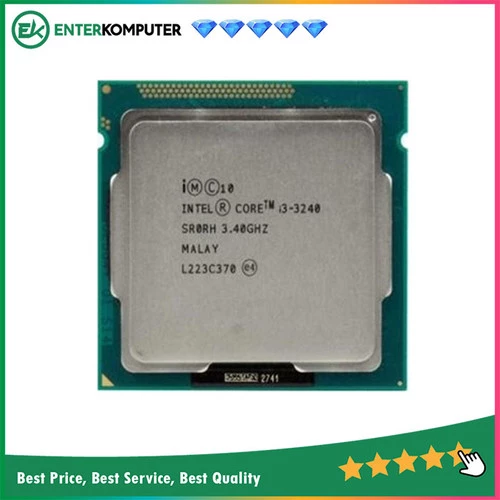 EK ENTERKOMPUTER
i Ⓜ Ⓒ 10
INTEL® CORE™ i3-3240
SR0RH 3.40GHZ
MALAY
L223C370 e4
2741
Best Price, Best Service, Best Quality